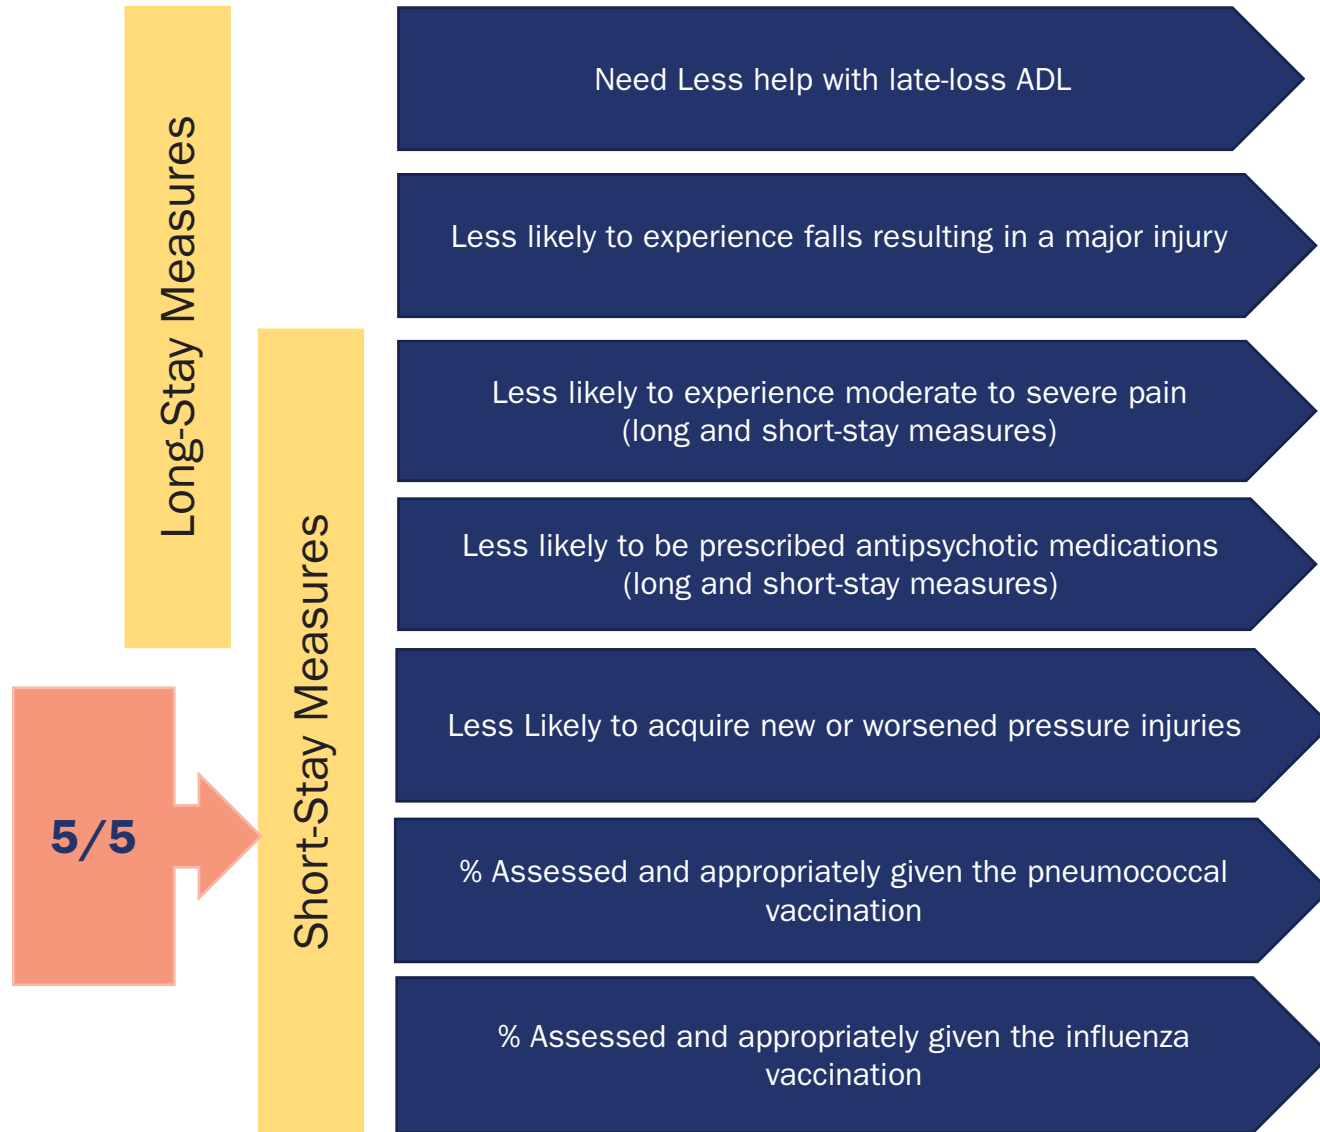 Long-Stay Measures
Short-Stay Measures
5/5
Need Less help with late-loss ADL
Less likely to experience falls resulting in a major injury
Less likely to experience moderate to severe pain
(long and short-stay measures)
Less likely to be prescribed antipsychotic medications
(long and short-stay measures)
Less Likely to acquire new or worsened pressure injuries
% Assessed and appropriately given the pneumococcal
vaccination
% Assessed and appropriately given the influenza
vaccination